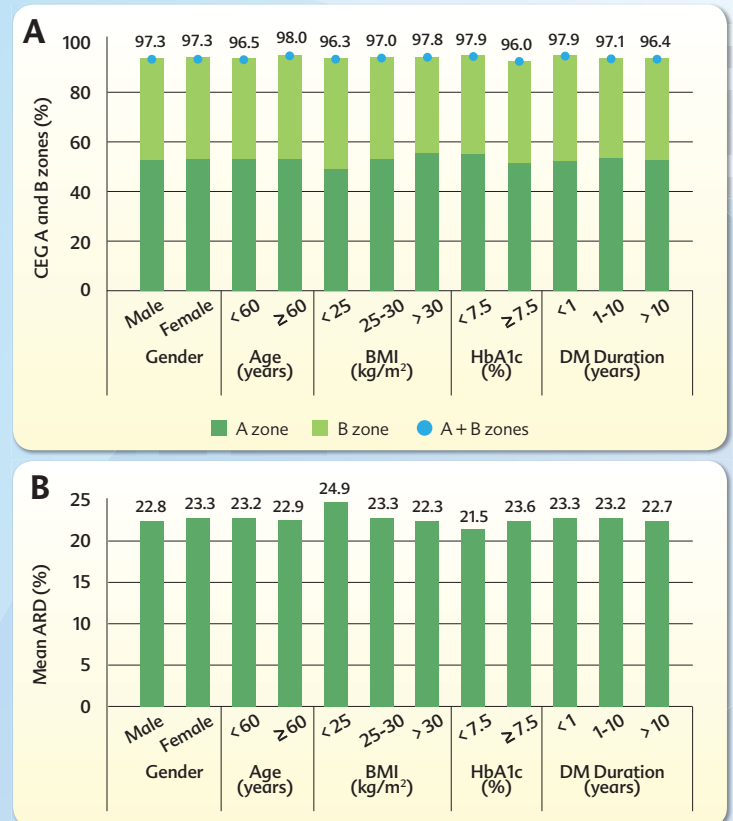 A
CEG A and B zones (%)
100
80
60
40
20
0
97.3 97.3 96.5 98.0 96.3 97.0 97.8 97.9 96.0 97.9 97.1 96.4
Male Female <60 ≥60 <25 25-30 >30 <7.5 ≥7.5 <1 1-10 >10
Gender Age BMI HbA1c DM Duration
(years) (kg/m²) (%) (years)
A zone B zone A + B zones
B
Mean ARD (%)
25
20
15
10
5
0
22.8 23.3 23.2 22.9 24.9 23.3 22.3 21.5 23.6 23.3 23.2 22.7
Male Female <60 ≥60 <25 25-30 >30 <7.5 ≥7.5 <1 1-10 >10
Gender Age BMI HbA1c DM Duration
(years) (kg/m²) (%) (years)